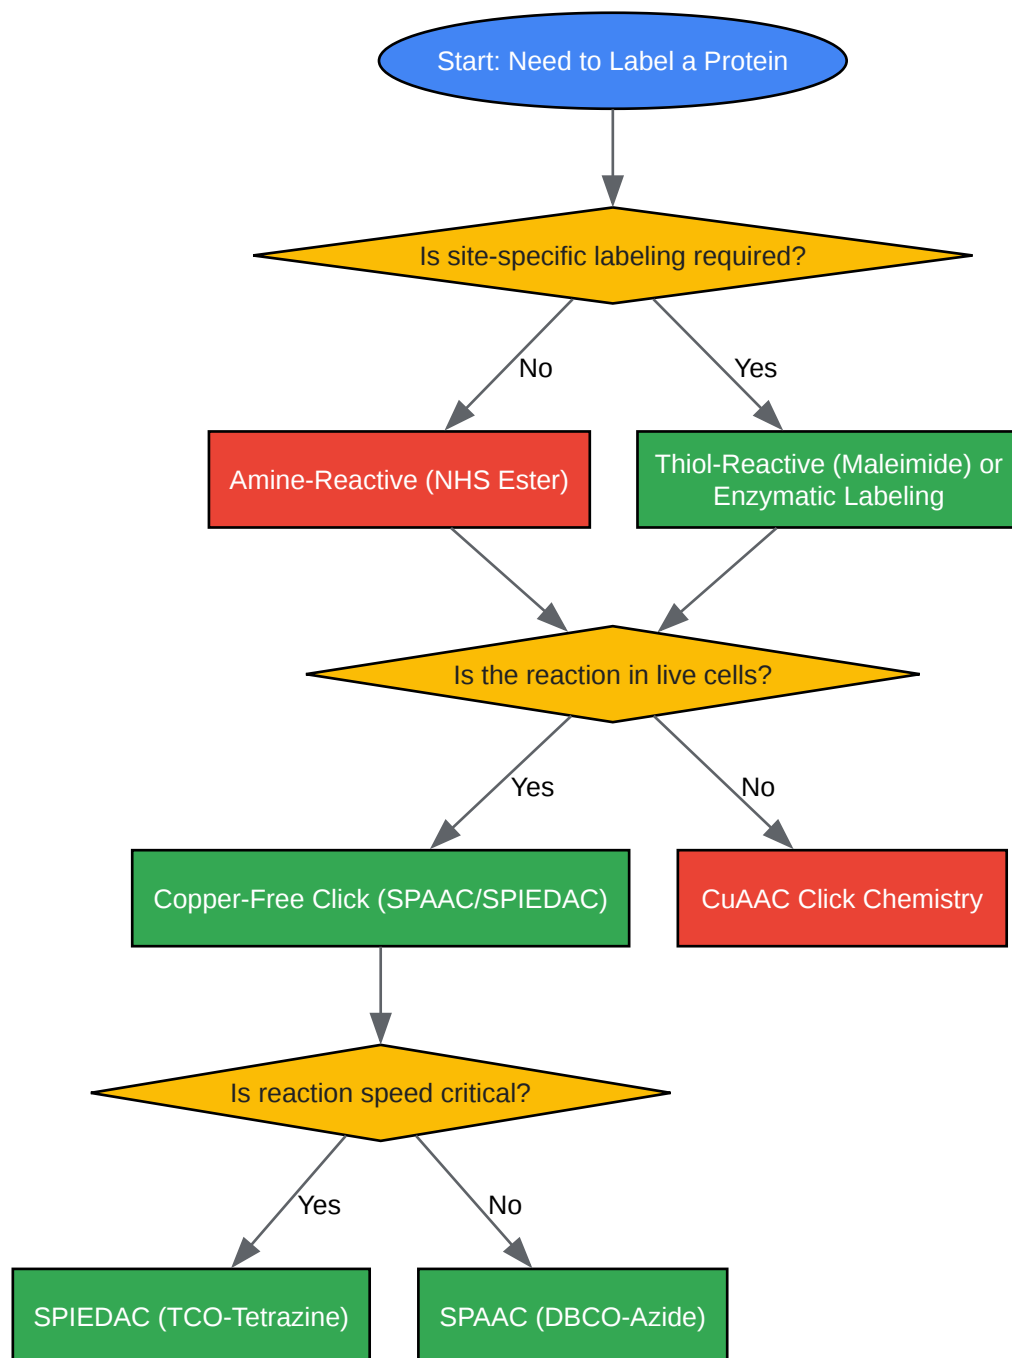 Start: Need to Label a Protein
Is site-specific labeling required?
No
Yes
Amine-Reactive (NHS Ester)
Thiol-Reactive (Maleimide) or
Enzymatic Labeling
Is the reaction in live cells?
Yes
No
Copper-Free Click (SPAAC/SPIEDAC)
CuAAC Click Chemistry
Is reaction speed critical?
Yes
No
SPIEDAC (TCO-Tetrazine)
SPAAC (DBCO-Azide)